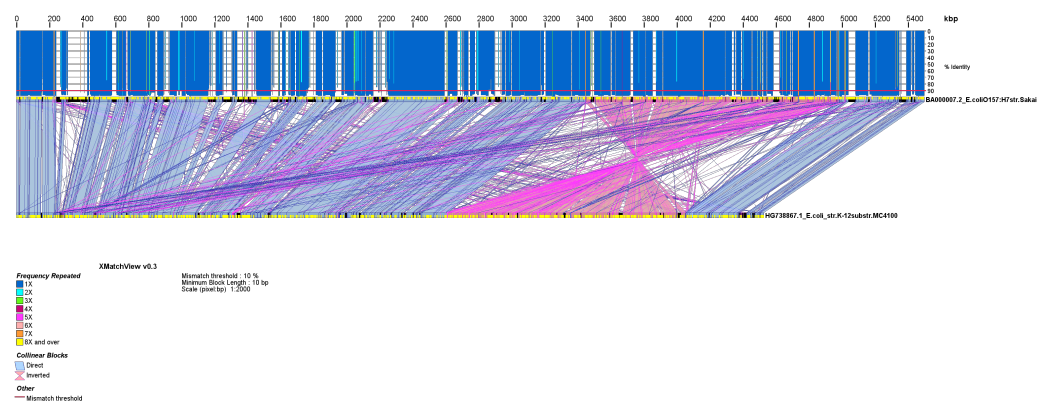 0 200 400 600 800 1000 1200 1400 1600 1800 2000 2200 2400 2600 2800 3000 3200 3400 3600 3800 4000 4200 4400 4600 4800 5000 5200 5400 kbp
0
10
20
30
40
50
60
70
80
90
% Identity
BA000007.2_E.coliO157:H7str.Sakai
HG738867.1_E.coli_str.K-12substr.MC4100
XMatchView v0.3
Frequency Repeated
1X
2X
3X
4X
5X
6X
7X
8X and over
Mismatch threshold : 10 %
Minimum Block Length : 10 bp
Scale (pixel:bp) 1:2000
Collinear Blocks
Direct
Inverted
Other
Mismatch threshold